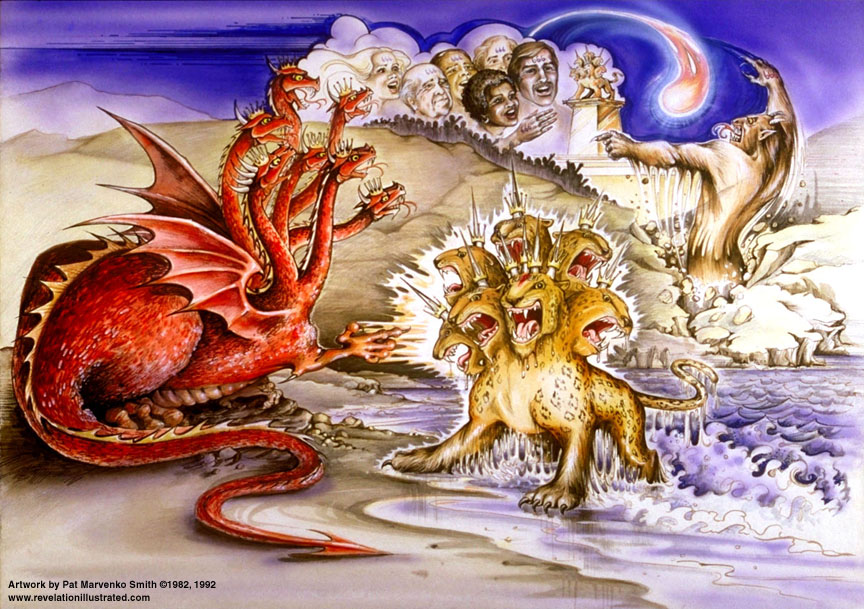 Artwork by Pat Marvenko Smith ©1982, 1992
www.revelationillustrated.com